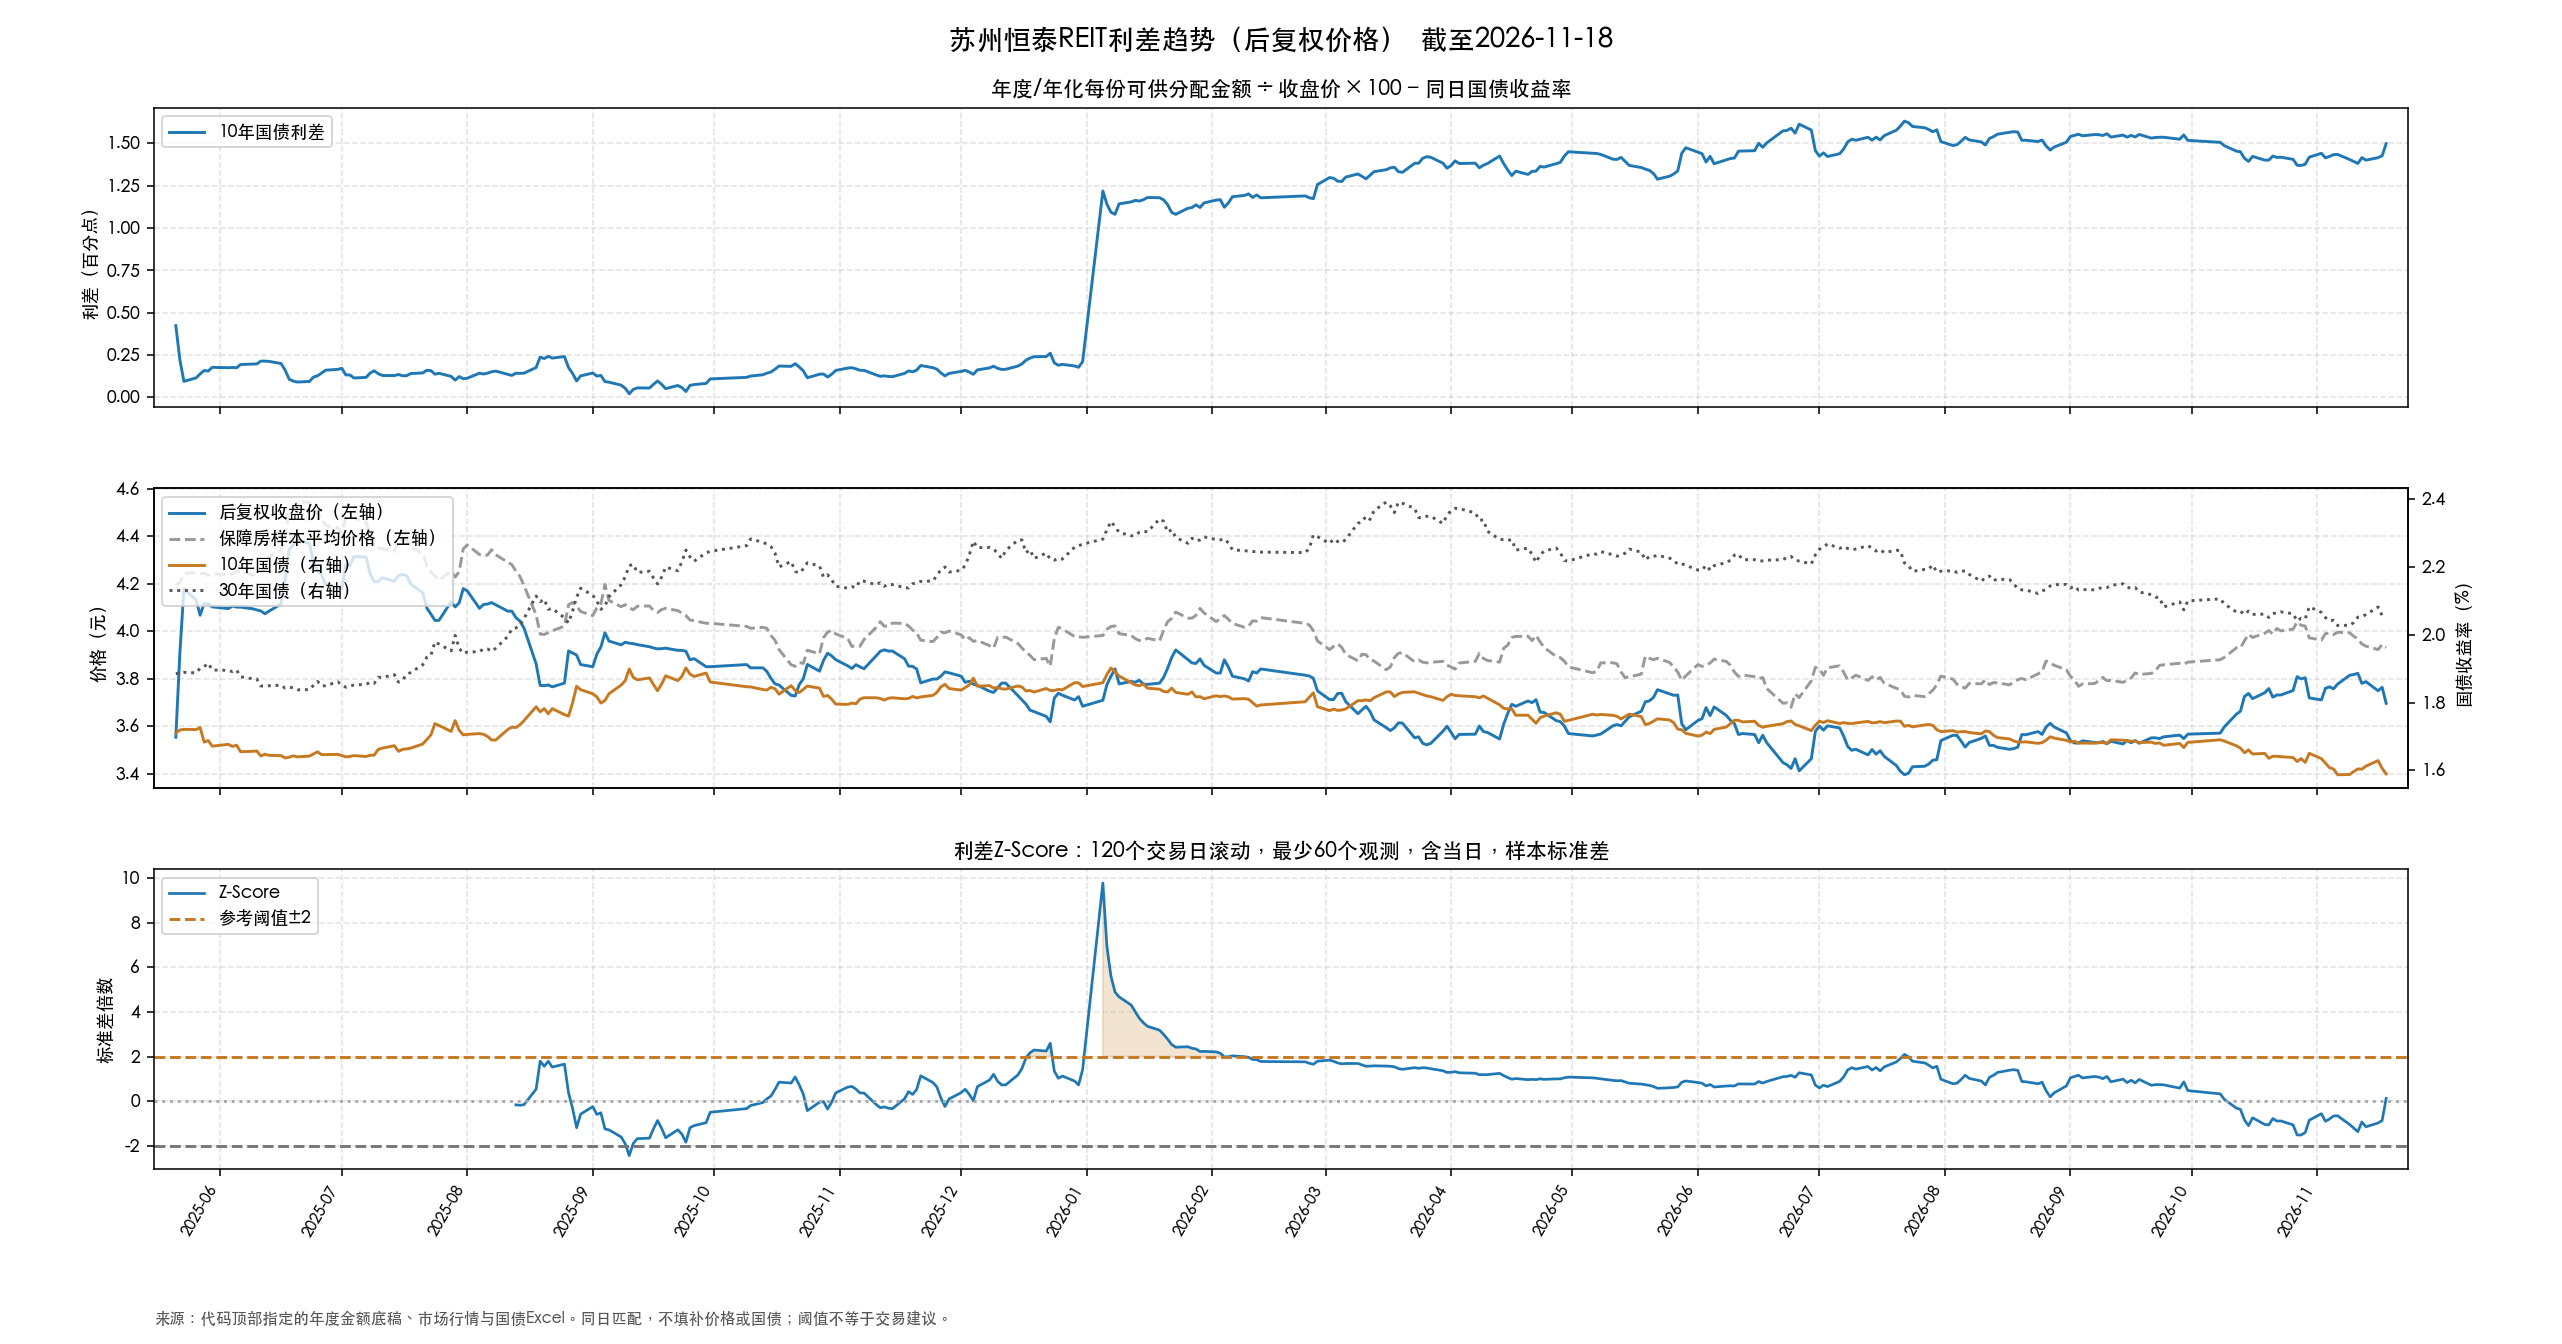 苏州恒泰REIT利差趋势（后复权价格） 截至2026-11-18
年度/年化每份可供分配金额 ÷ 收盘价 × 100 − 同日国债收益率
10年国债利差
利差（百分点）
1.50
1.25
1.00
0.75
0.50
0.25
0.00
后复权收盘价（左轴）
保障房样本平均价格（左轴）
10年国债（右轴）
30年国债（右轴）
价格（元）
4.6
4.4
4.2
4.0
3.8
3.6
3.4
2.4
2.2
2.0
1.8
1.6
国债收益率（%）
利差Z-Score：120个交易日滚动，最少60个观测，含当日，样本标准差
Z-Score
参考阈值±2
标准差倍数
10
8
6
4
2
0
-2
2025-06
2025-07
2025-08
2025-09
2025-10
2025-11
2025-12
2026-01
2026-02
2026-03
2026-04
2026-05
2026-06
2026-07
2026-08
2026-09
2026-10
2026-11
来源：代码顶部指定的年度金额底稿、市场行情与国债Excel。同日匹配，不填补价格或国债；阈值不等于交易建议。